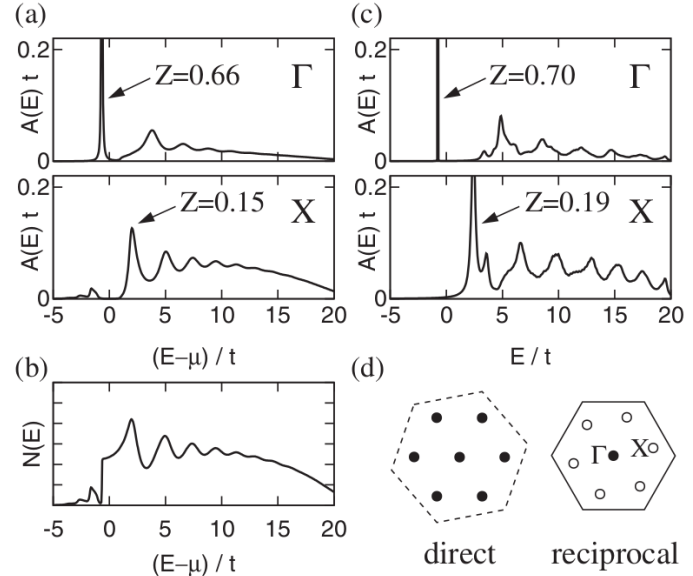 (a)
0.2
A(E) t
Z=0.66
Γ
0
0.2
A(E) t
Z=0.15
X
0
-5 0 5 10 15 20
(E−μ) / t
(b)
N(E)
-5 0 5 10 15 20
(E−μ) / t
(c)
0.2
A(E) t
Z=0.70
Γ
0
0.2
A(E) t
Z=0.19
X
0
-5 0 5 10 15 20
E / t
(d)
Γ X
direct
reciprocal